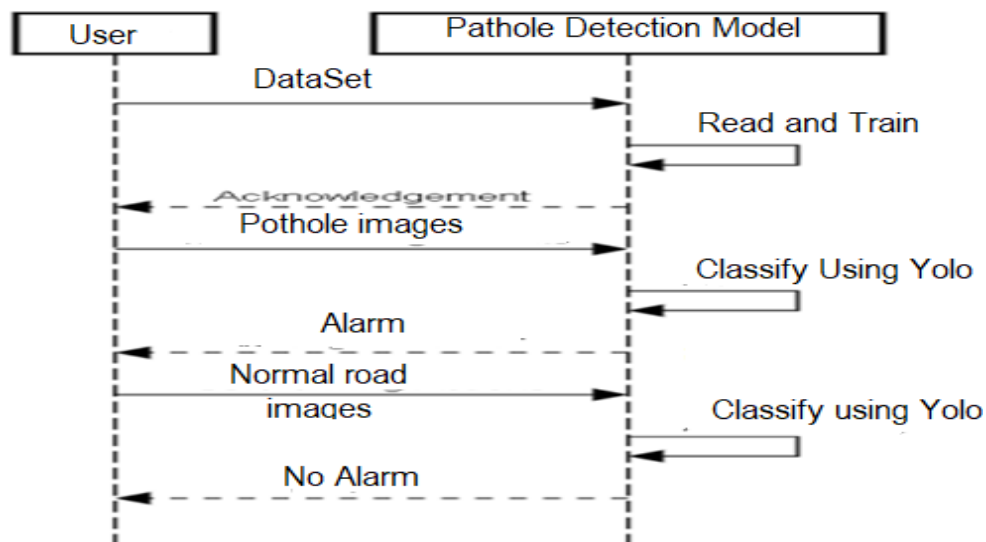 User
Pathole Detection Model
DataSet
Read and Train
Acknowledgement
Pothole images
Classify Using Yolo
Alarm
Normal road
images
Classify using Yolo
No Alarm